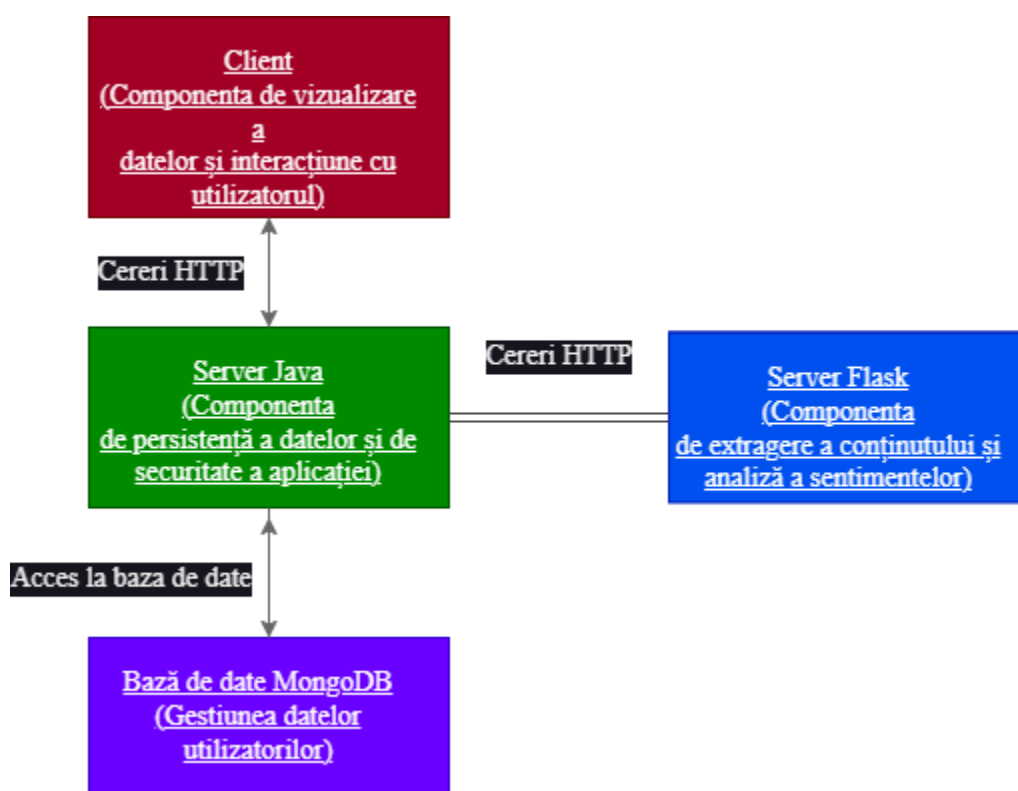 Client
(Componenta de vizualizare
a
datelor și interacțiune cu
utilizatorul)
Cereri HTTP
Server Java
(Componenta
de persistență a datelor și de
securitate a aplicației)
Cereri HTTP
Server Flask
(Componenta
de extragere a conținutului și
analiză a sentimentelor)
Acces la baza de date
Bază de date MongoDB
(Gestiunea datelor
utilizatorilor)